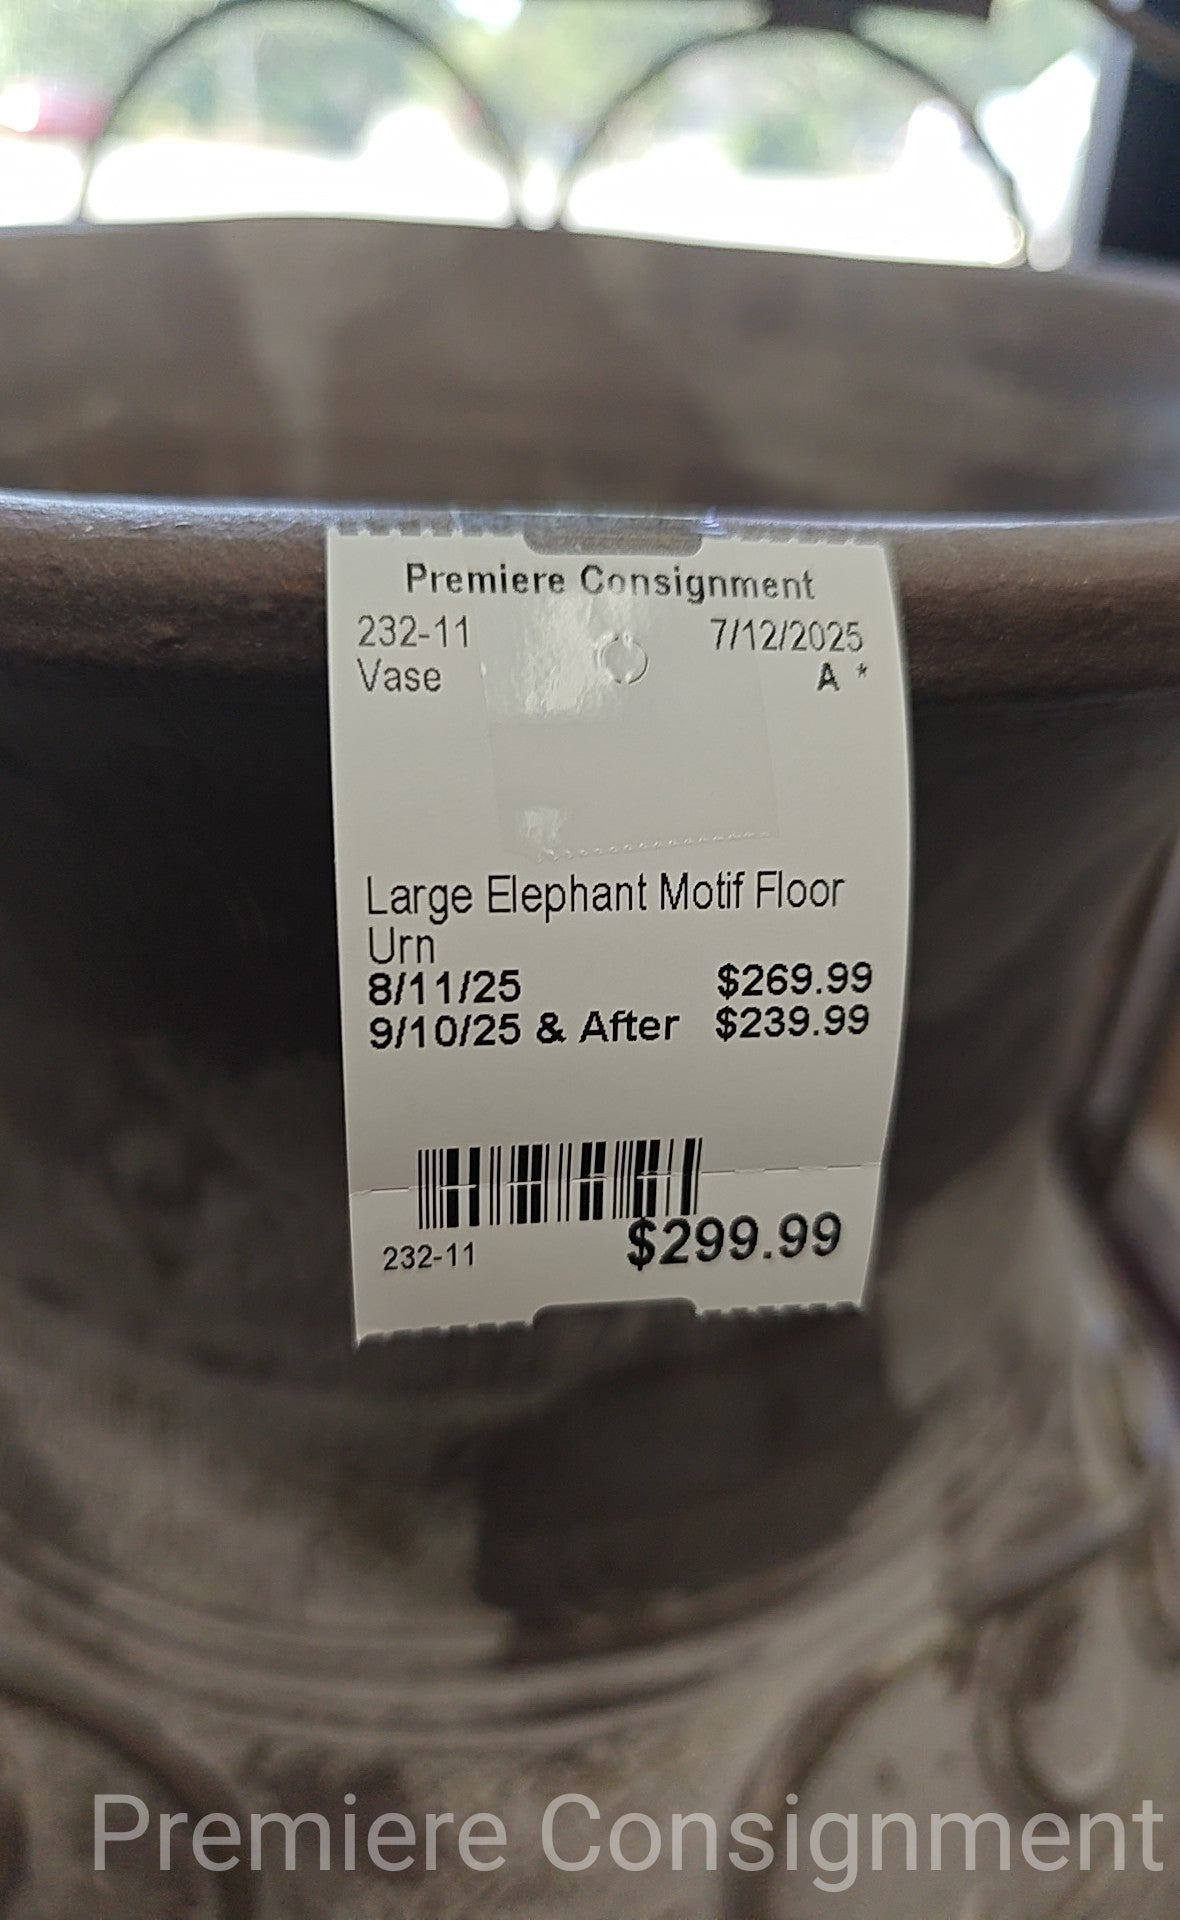 Premiere Consignment
232-11 7/12/2025
Vase A *
Large Elephant Motif Floor
Urn
8/11/25 $269.99
9/10/25 & After $239.99
$299.99
232-11
Premiere Consignment